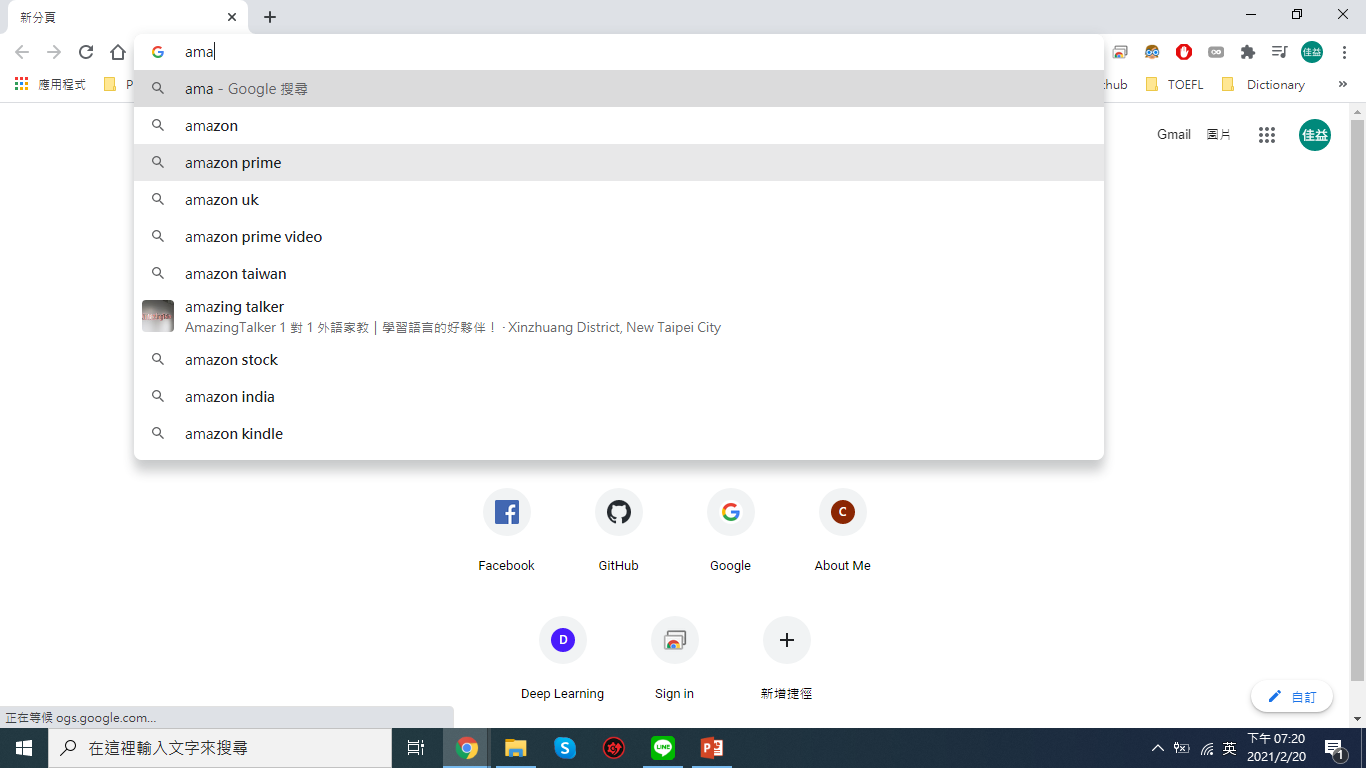 新分頁
ama
應用程式 P thub TOEFL Dictionary
ama - Google 搜尋
amazon
amazon prime
amazon uk
amazon prime video
amazon taiwan
amazing talker
AmazingTalker 1 對 1 外語家教｜學習語言的好夥伴！ · Xinzhuang District, New Taipei City
amazon stock
amazon india
amazon kindle
佳益
Gmail 圖片 佳益
Facebook GitHub Google About Me
C
D
Deep Learning Sign in 新增捷徑
自訂
正在等候 ogs.google.com...
在這裡輸入文字來搜尋
英
下午 07:20
2021/2/20
1